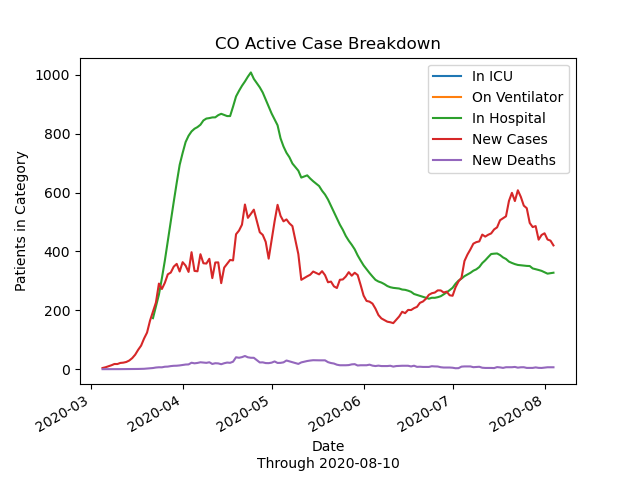 CO Active Case Breakdown
In ICU
On Ventilator
In Hospital
New Cases
New Deaths
Patients in Category
1000
800
600
400
200
0
2020-03
2020-04
2020-05
2020-06
2020-07
2020-08
Date
Through 2020-08-10